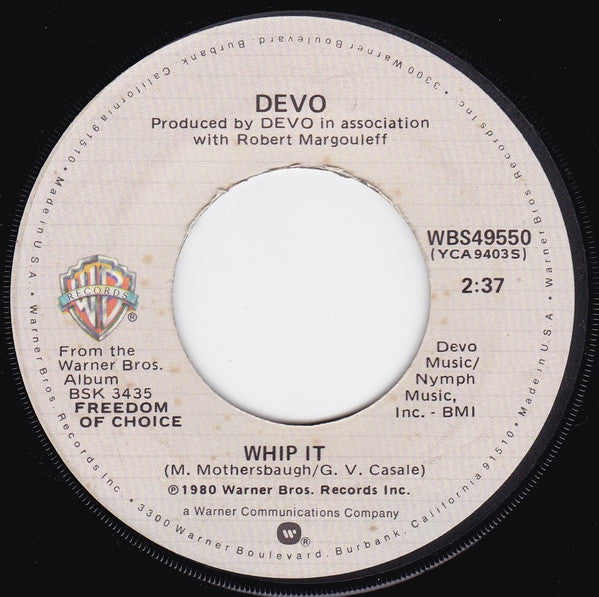 DEVO
Produced by DEVO in association
with Robert Margouleff
WBS49550
(YCA9403S)
2:37
WB
RECORDS
®
From the
Warner Bros.
Album
BSK 3435
FREEDOM
OF CHOICE
Devo
Music/
Nymph
Music,
Inc. - BMI
WHIP IT
(M. Mothersbaugh/G. V. Casale)
℗1980 Warner Bros. Records Inc.
a Warner Communications Company
®
Warner Bros. Records Inc. • 3300 Warner Boulevard, Burbank, California 91510 • Made in U.S.A. • Warner Bros. Records Inc. • 3300 Warner Boulevard, Burbank, California 91510 • Made in U.S.A. •